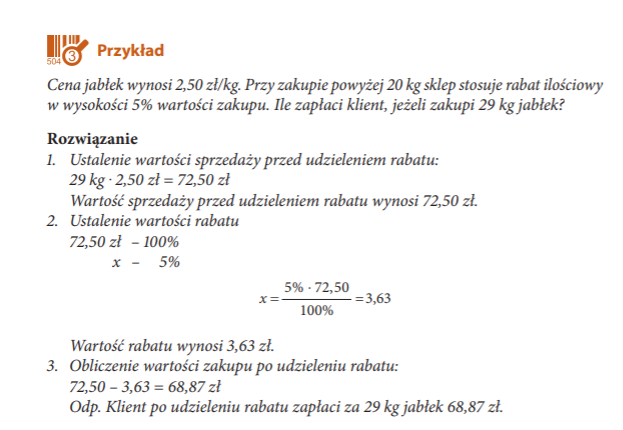 504 3 Przykład
Cena jabłek wynosi 2,50 zł/kg. Przy zakupie powyżej 20 kg sklep stosuje rabat ilościowy
w wysokości 5% wartości zakupu. Ile zapłaci klient, jeżeli zakupi 29 kg jabłek?
Rozwiązanie
1. Ustalenie wartości sprzedaży przed udzieleniem rabatu:
29 kg · 2,50 zł = 72,50 zł
Wartość sprzedaży przed udzieleniem rabatu wynosi 72,50 zł.
2. Ustalenie wartości rabatu
72,50 zł – 100%
x – 5%
x = 5% · 72,50 / 100% = 3,63
Wartość rabatu wynosi 3,63 zł.
3. Obliczenie wartości zakupu po udzieleniu rabatu:
72,50 – 3,63 = 68,87 zł
Odp. Klient po udzieleniu rabatu zapłaci za 29 kg jabłek 68,87 zł.